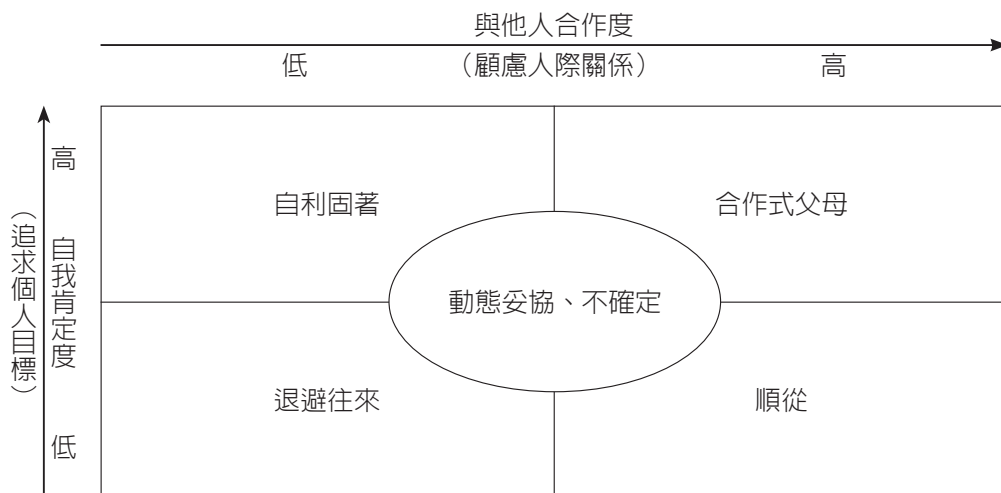 與他人合作度
低
（顧慮人際關係）
高
高
自我肯定度
低
（追求個人目標）
自利固著
合作式父母
動態妥協、不確定
退避往來
順從